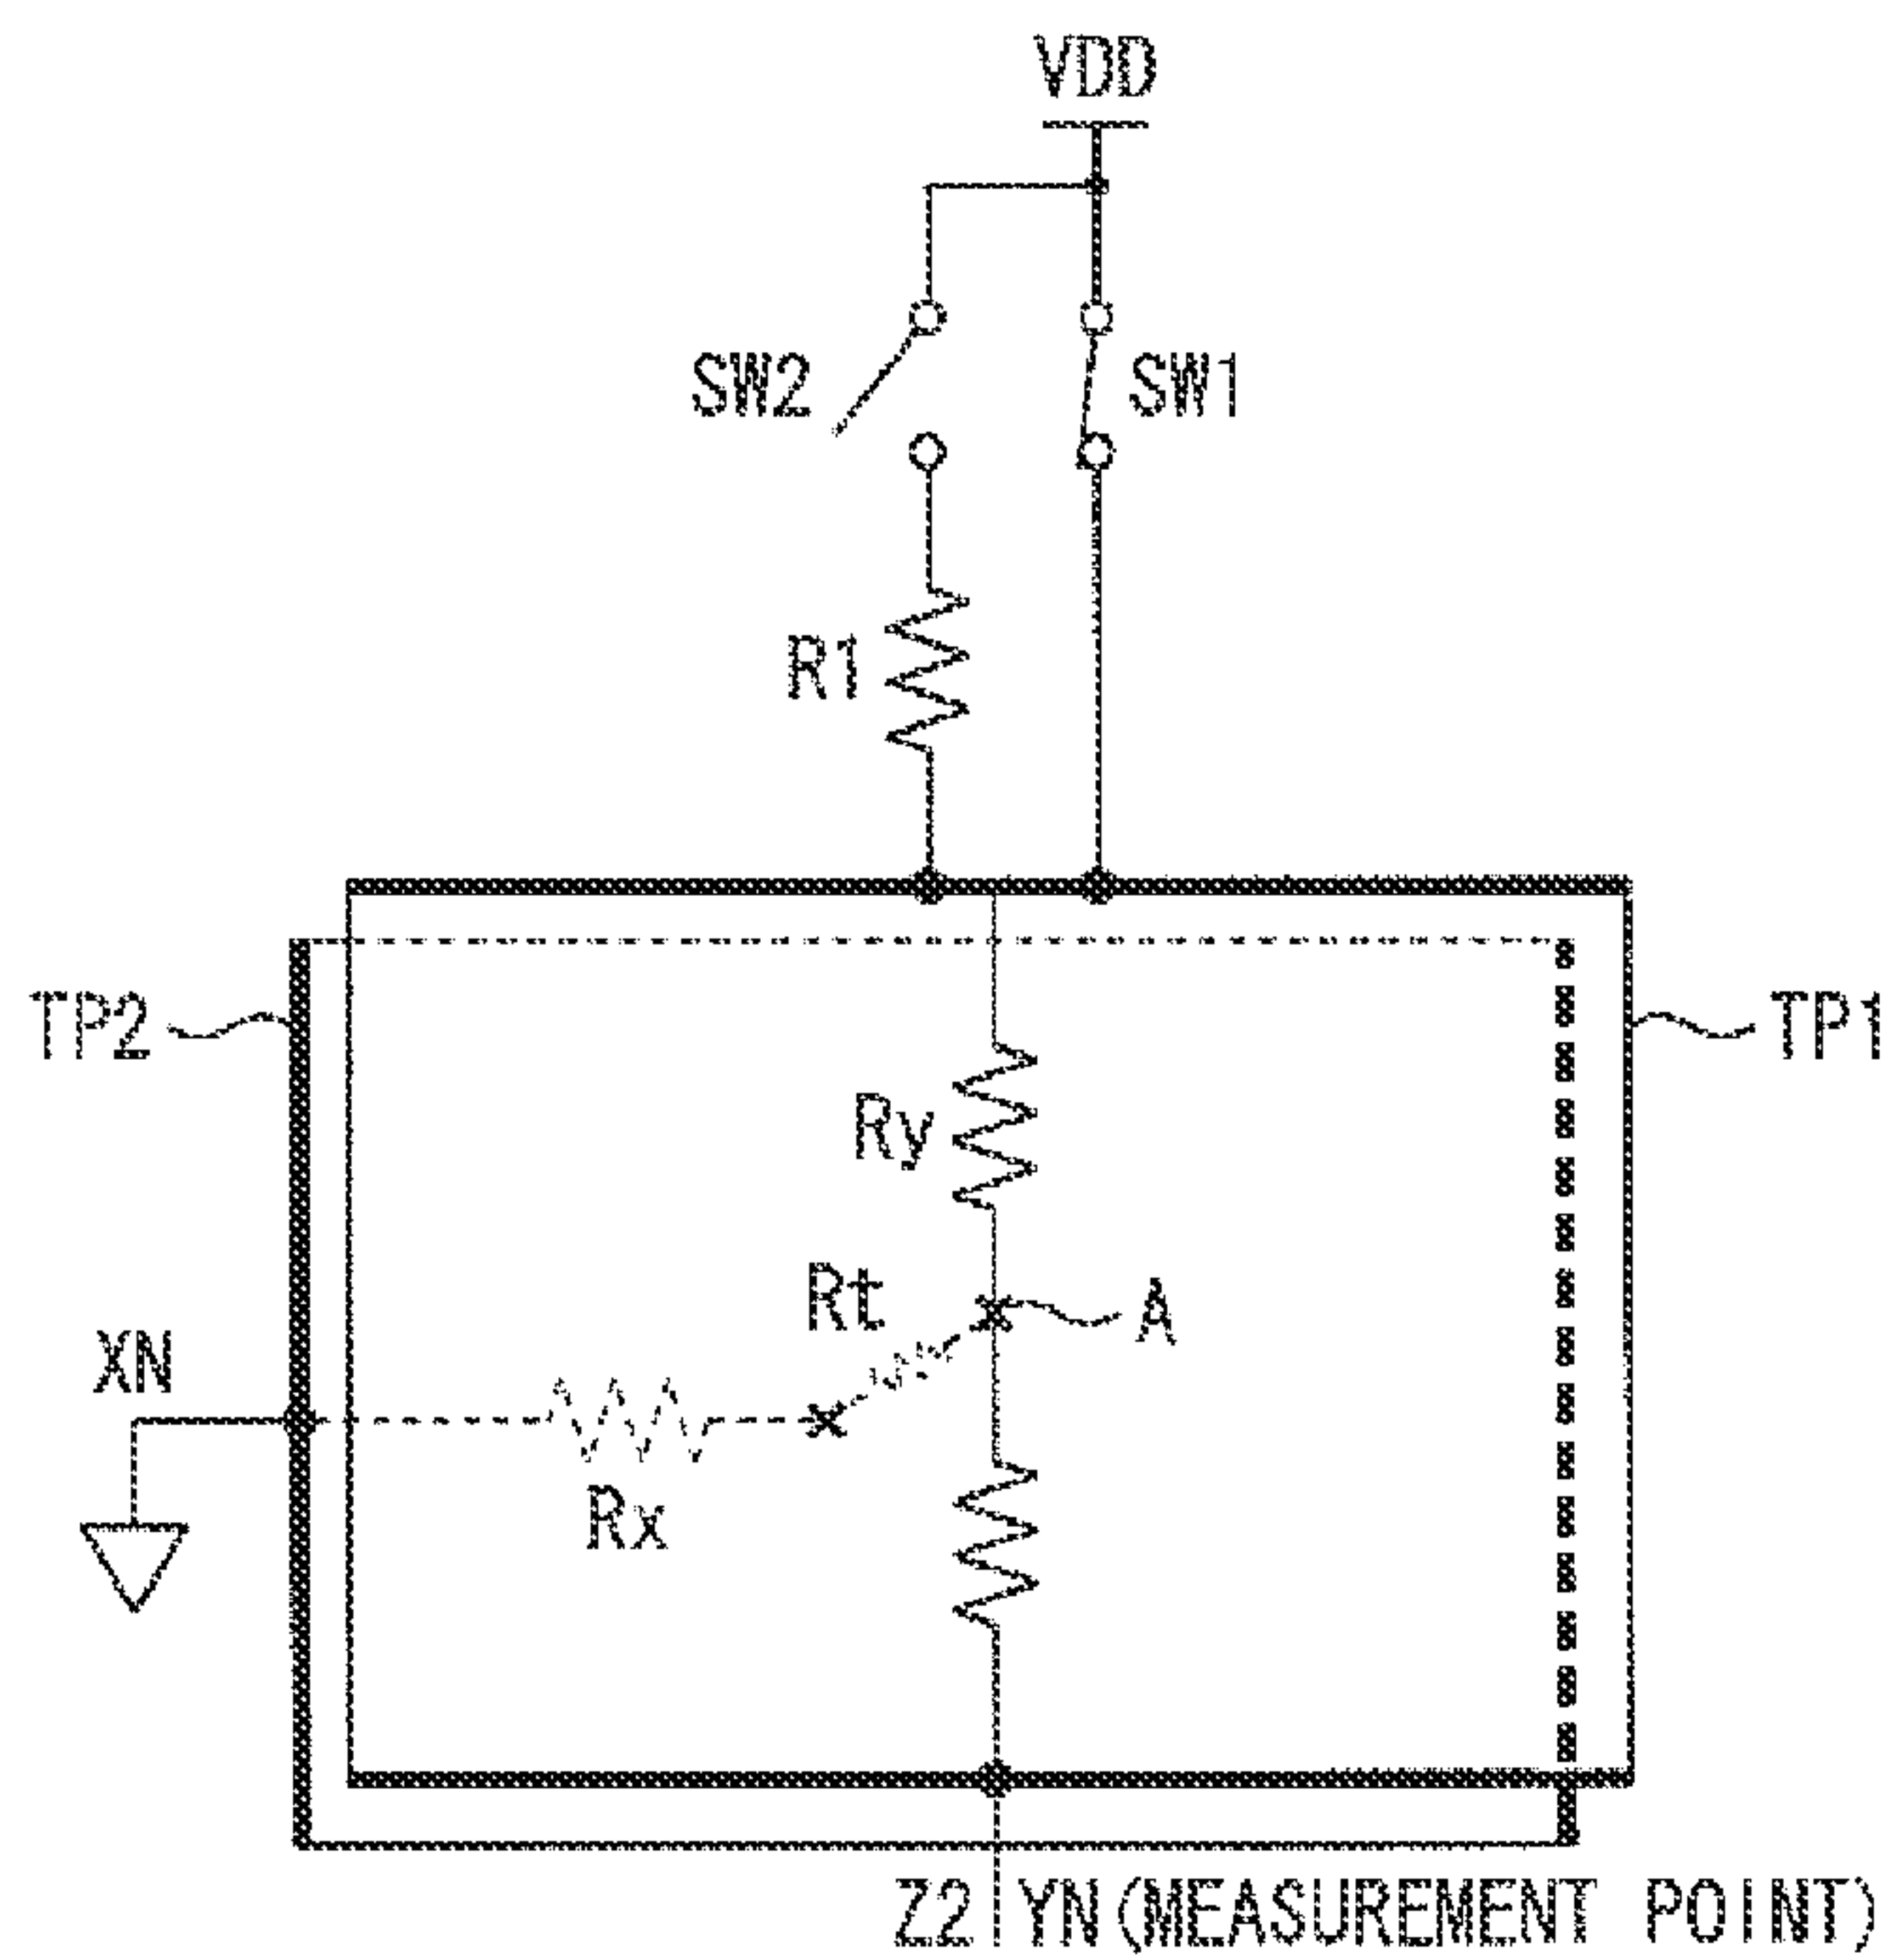 VDD
SW2
SW1
R1
TP2
TP1
Ry
Rt
A
XN
Rx
Z2 YN(MEASUREMENT POINT)